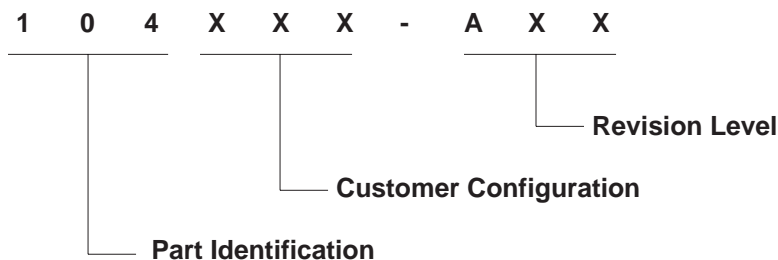 1 0 4 X X X - A X X
Revision Level
Customer Configuration
Part Identification